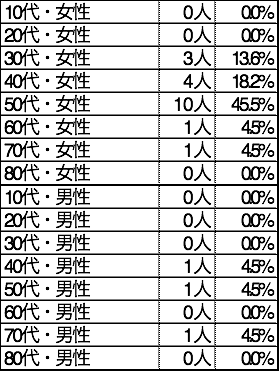 10代・女性 0人 0.0%
20代・女性 0人 0.0%
30代・女性 3人 13.6%
40代・女性 4人 18.2%
50代・女性 10人 45.5%
60代・女性 1人 4.5%
70代・女性 1人 4.5%
80代・女性 0人 0.0%
10代・男性 0人 0.0%
20代・男性 0人 0.0%
30代・男性 0人 0.0%
40代・男性 1人 4.5%
50代・男性 1人 4.5%
60代・男性 0人 0.0%
70代・男性 1人 4.5%
80代・男性 0人 0.0%